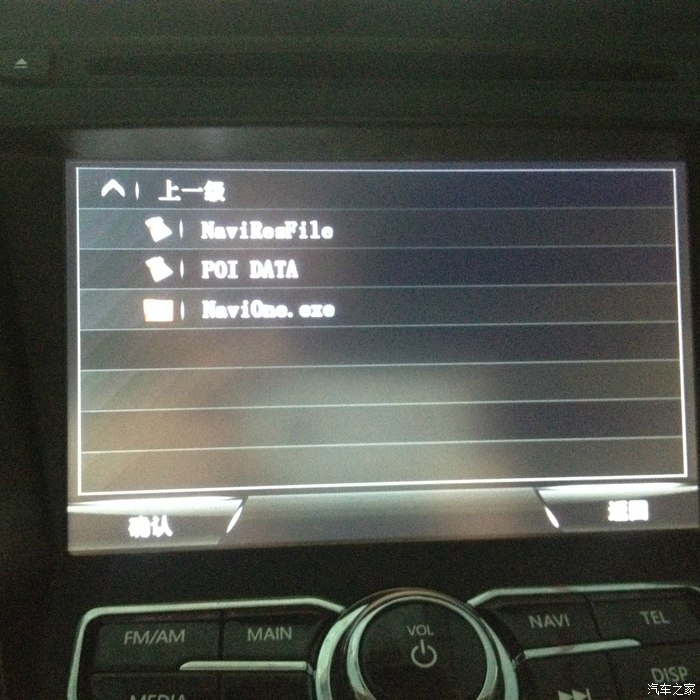 上一级
NaviResFile
POI DATA
NaviOne.exe
确认 返回
FM/AM MAIN VOL NAVI TEL
MEDIA DISP
汽车之家